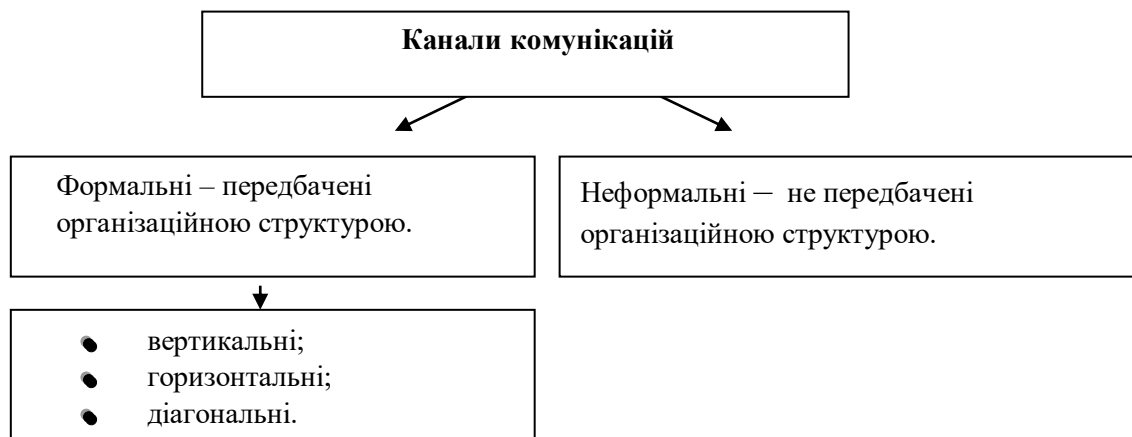 Канали комунікацій
Формальні – передбачені
організаційною структурою.
Неформальні – не передбачені
організаційною структурою.
• вертикальні;
• горизонтальні;
• діагональні.